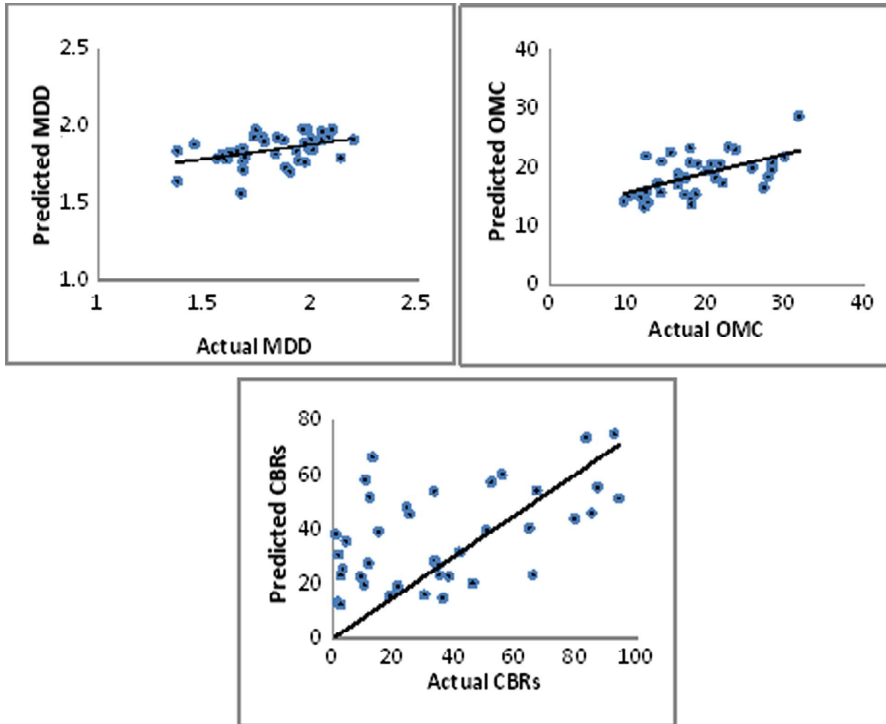 2.5
2.0
1.5
1.0
Predicted MDD
1 1.5 2 2.5
Actual MDD
40
30
20
10
0
Predicted OMC
0 10 20 30 40
Actual OMC
80
60
40
20
0
Predicted CBRs
0 20 40 60 80 100
Actual CBRs